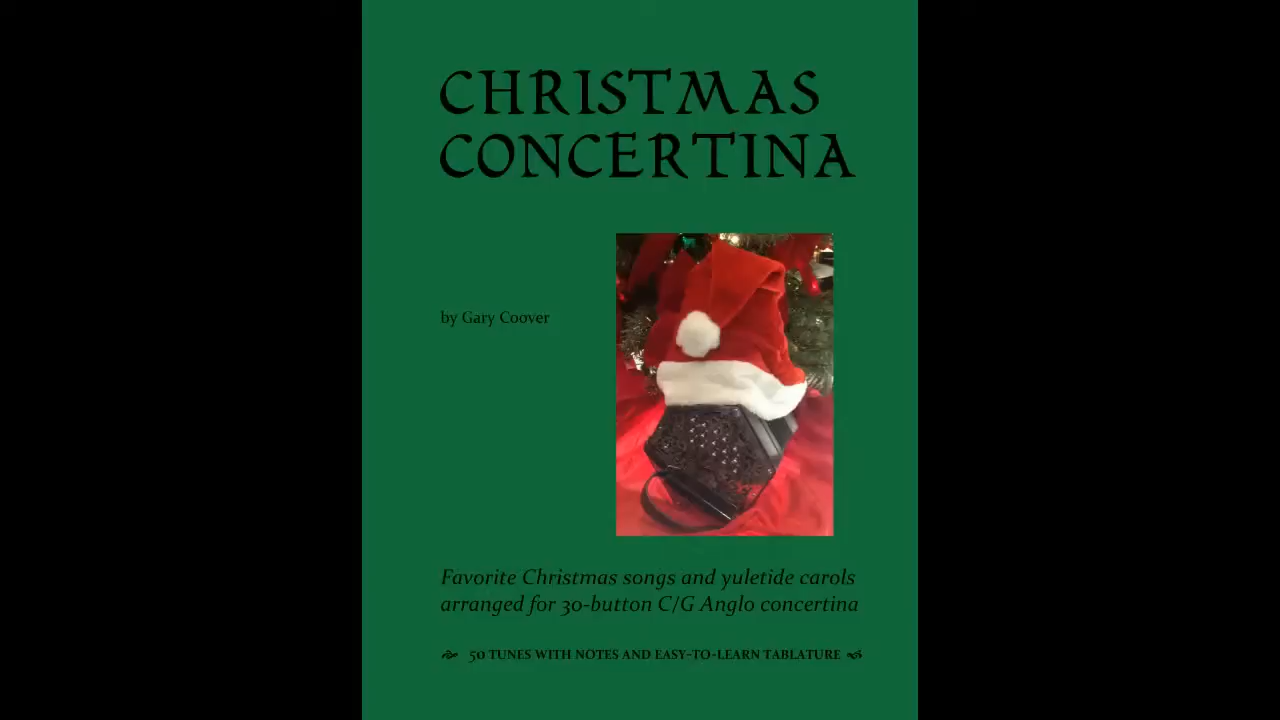 CHRISTMAS
CONCERTINA
by Gary Coover
Favorite Christmas songs and yuletide carols
arranged for 30-button C/G Anglo concertina
50 TUNES WITH NOTES AND EASY-TO-LEARN TABLATURE